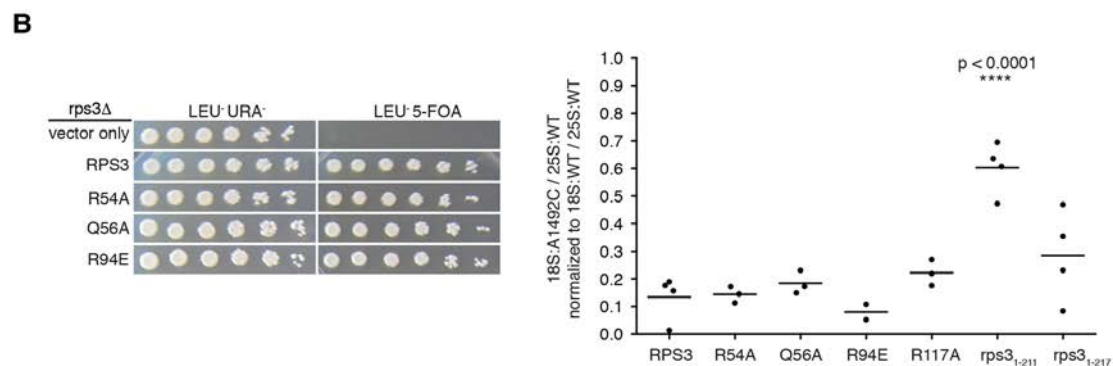 B
rps3Δ LEU⁻URA⁻ LEU⁻5-FOA
vector only
RPS3
R54A
Q56A
R94E
18S:A1492C / 25S:WT
normalized to 18S:WT / 25S:WT
1.0
0.9
0.8
0.7
0.6
0.5
0.4
0.3
0.2
0.1
0.0
p < 0.0001
****
RPS3 R54A Q56A R94E R117A rps3₁₋₂₁₁ rps3₁₋₂₁₇